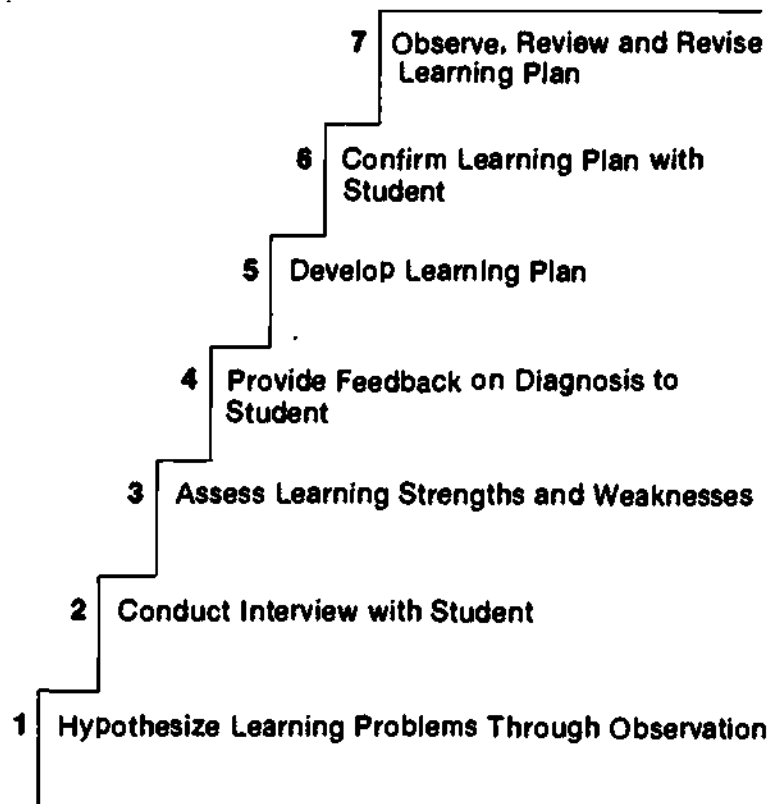 7 Observe, Review and Revise
Learning Plan
6 Confirm Learning Plan with
Student
5 Develop Learning Plan
4 Provide Feedback on Diagnosis to
Student
3 Assess Learning Strengths and Weaknesses
2 Conduct Interview with Student
1 Hypothesize Learning Problems Through Observation